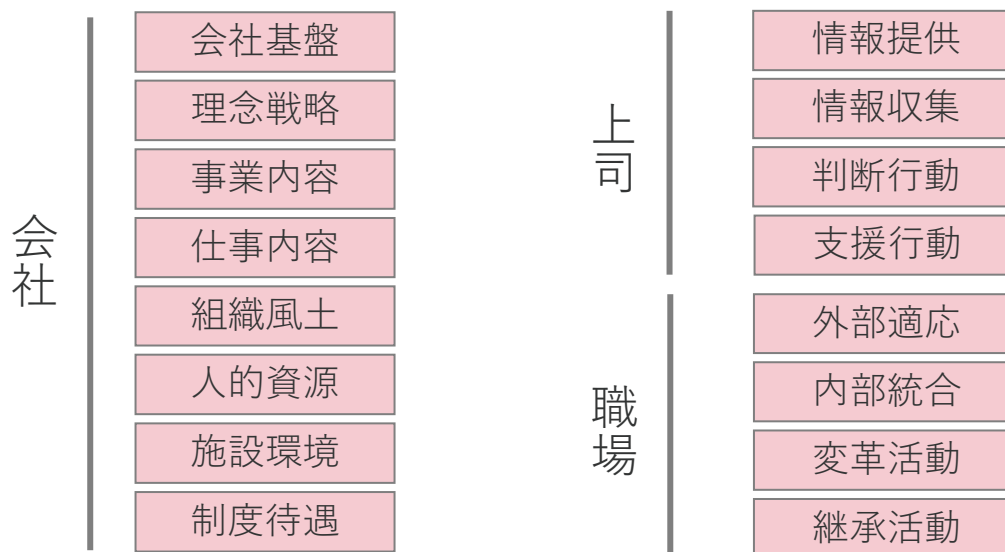 会社
会社基盤
理念戦略
事業内容
仕事内容
組織風土
人的資源
施設環境
制度待遇
上司
情報提供
情報収集
判断行動
支援行動
職場
外部適応
内部統合
変革活動
継承活動